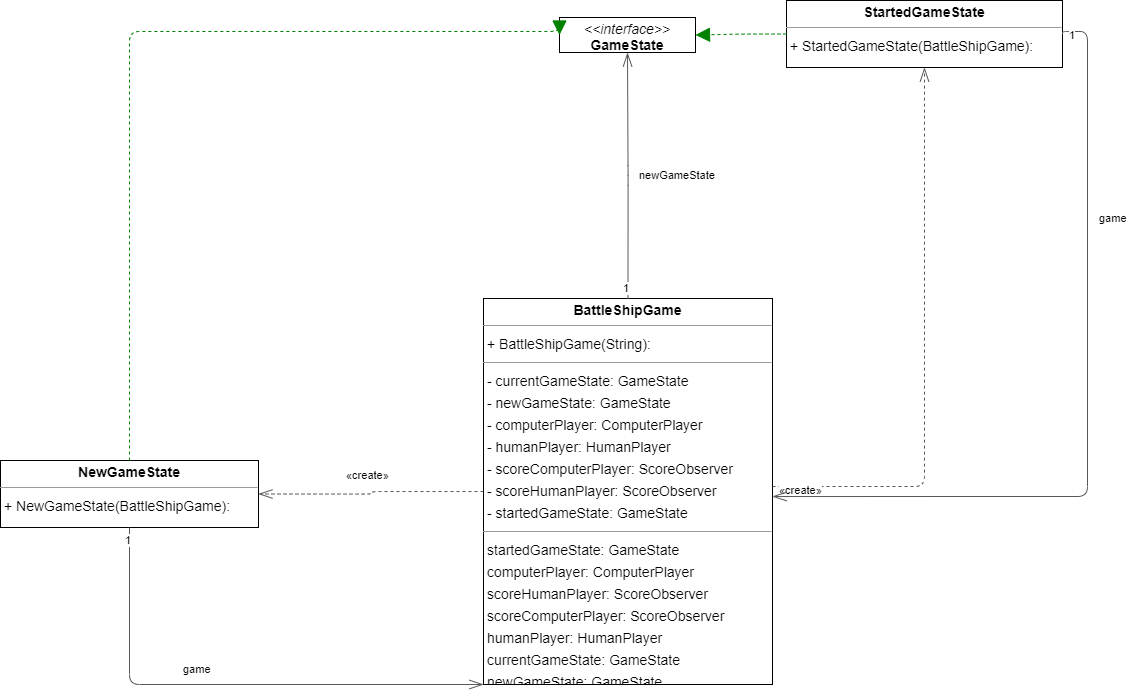 <<interface>>
GameState
StartedGameState
+ StartedGameState(BattleShipGame):
1
game
newGameState
1
BattleShipGame
+ BattleShipGame(String):
- currentGameState: GameState
- newGameState: GameState
- computerPlayer: ComputerPlayer
- humanPlayer: HumanPlayer
- scoreComputerPlayer: ScoreObserver
- scoreHumanPlayer: ScoreObserver
- startedGameState: GameState
startedGameState: GameState
computerPlayer: ComputerPlayer
scoreHumanPlayer: ScoreObserver
scoreComputerPlayer: ScoreObserver
humanPlayer: HumanPlayer
currentGameState: GameState
newGameState: GameState
«create»
«create»
NewGameState
+ NewGameState(BattleShipGame):
1
game